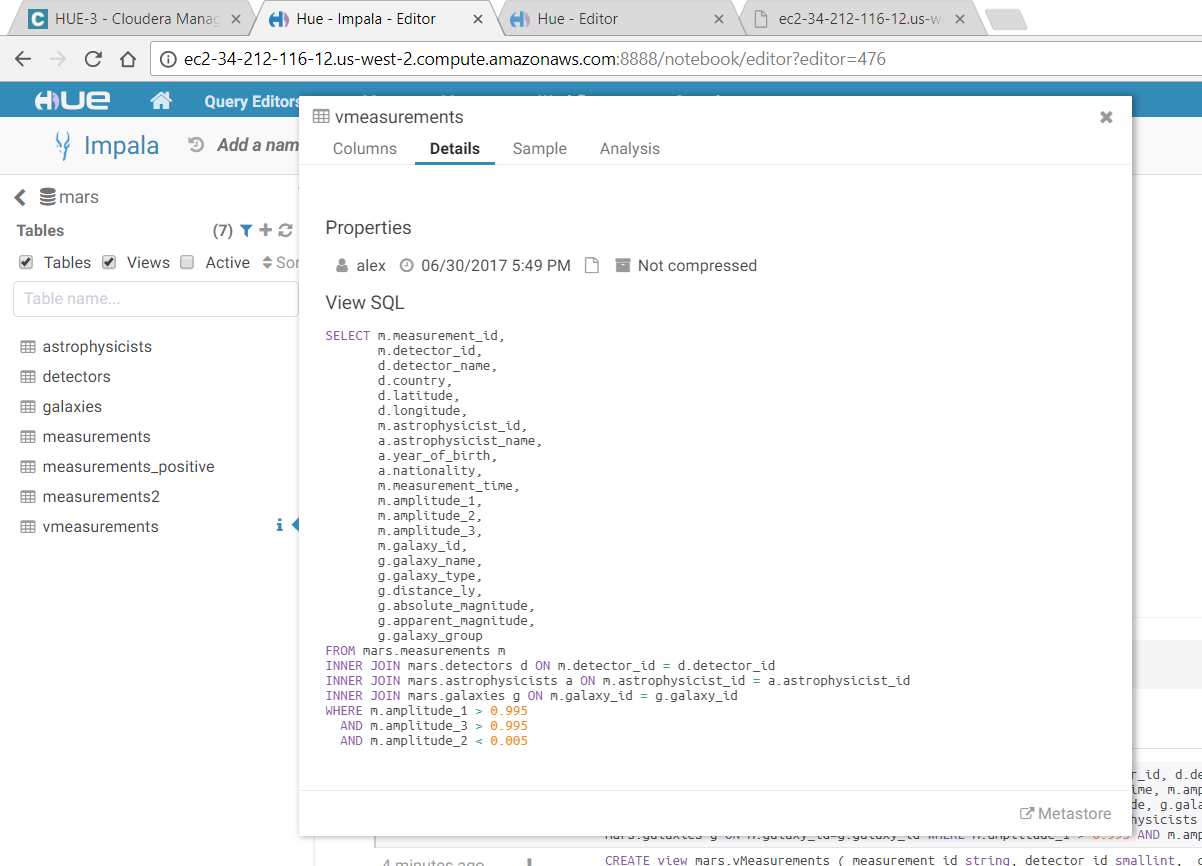 HUE-3 - Cloudera Manag
Hue - Impala - Editor
Hue - Editor
ec2-34-212-116-12.us-w
ec2-34-212-116-12.us-west-2.compute.amazonaws.com:8888/notebook/editor?editor=476
HUE
Query Editors
Impala
Add a nam
mars
Tables
(7)
Tables
Views
Active
Sor
Table name...
astrophysicists
detectors
galaxies
measurements
measurements_positive
measurements2
vmeasurements
vmeasurements
Columns
Details
Sample
Analysis
Properties
alex
06/30/2017 5:49 PM
Not compressed
View SQL
SELECT m.measurement_id,
m.detector_id,
d.detector_name,
d.country,
d.latitude,
d.longitude,
m.astrophysicist_id,
a.astrophysicist_name,
a.year_of_birth,
a.nationality,
m.measurement_time,
m.amplitude_1,
m.amplitude_2,
m.amplitude_3,
m.galaxy_id,
g.galaxy_name,
g.galaxy_type,
g.distance_ly,
g.absolute_magnitude,
g.apparent_magnitude,
g.galaxy_group
FROM mars.measurements m
INNER JOIN mars.detectors d ON m.detector_id = d.detector_id
INNER JOIN mars.astrophysicists a ON m.astrophysicist_id = a.astrophysicist_id
INNER JOIN mars.galaxies g ON m.galaxy_id = g.galaxy_id
WHERE m.amplitude_1 > 0.995
AND m.amplitude_3 > 0.995
AND m.amplitude_2 < 0.005
Metastore
r_id, d.de
ime, m.amp
de, g.gala
hysicists
mars.galaxies g ON m.galaxy_id=g.galaxy_id WHERE m.amplitude_1 > 0.995 AND m.amp
4 minutes ago
CREATE view mars.vMeasurements ( measurement_id string, detector_id smallint,